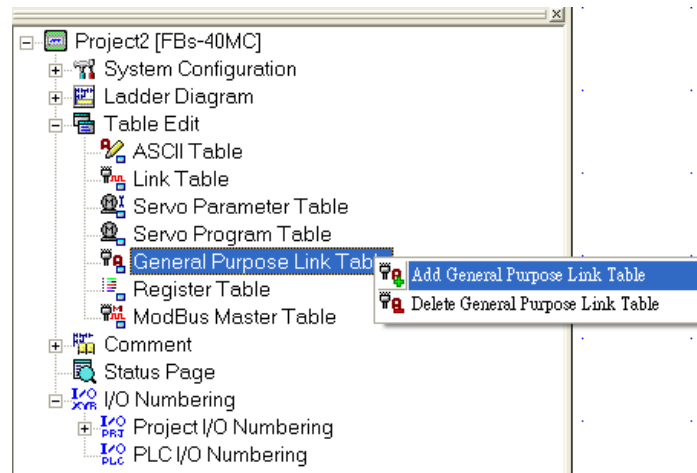 Project2 [FBs-40MC]
System Configuration
Ladder Diagram
Table Edit
ASCII Table
Link Table
Servo Parameter Table
Servo Program Table
General Purpose Link Table
Add General Purpose Link Table
Delete General Purpose Link Table
Register Table
ModBus Master Table
Comment
Status Page
I/O Numbering
Project I/O Numbering
PLC I/O Numbering